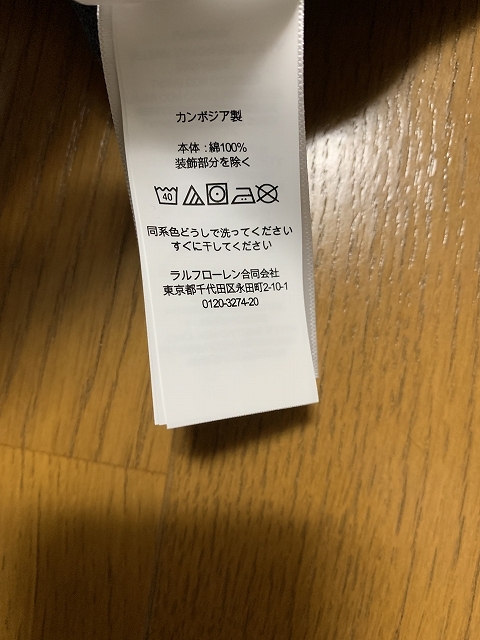 カンボジア製
本体：綿100%
装飾部分を除く
40
同系色どうしで洗ってください
すぐに干してください
ラルフローレン合同会社
東京都千代田区永田町2-10-1
0120-3274-20